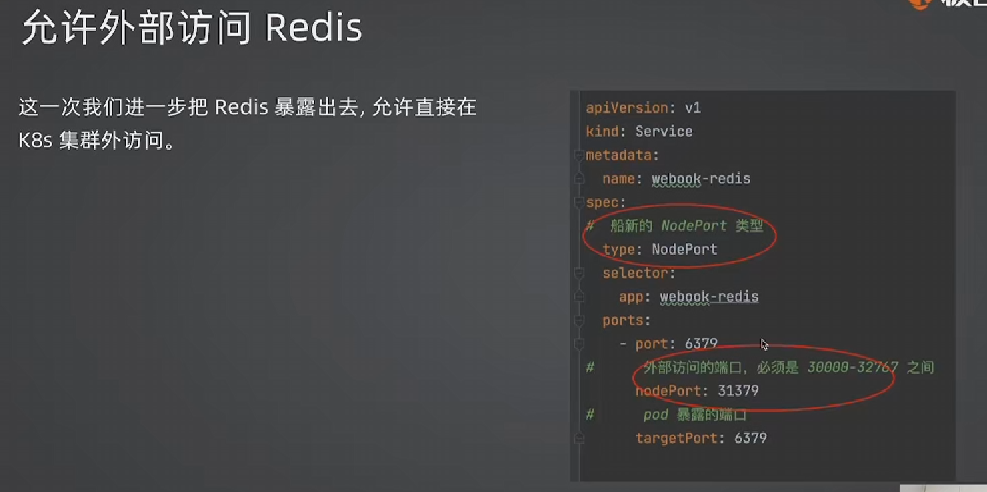 允许外部访问 Redis
这一次我们进一步把 Redis 暴露出去, 允许直接在
K8s 集群外访问。
apiVersion: v1
kind: Service
metadata:
  name: webook-redis
spec:
#  船新的 NodePort 类型
  type: NodePort
  selector:
    app: webook-redis
  ports:
    - port: 6379
#      外部访问的端口, 必须是 30000-32767 之间
      nodePort: 31379
#      pod 暴露的端口
      targetPort: 6379